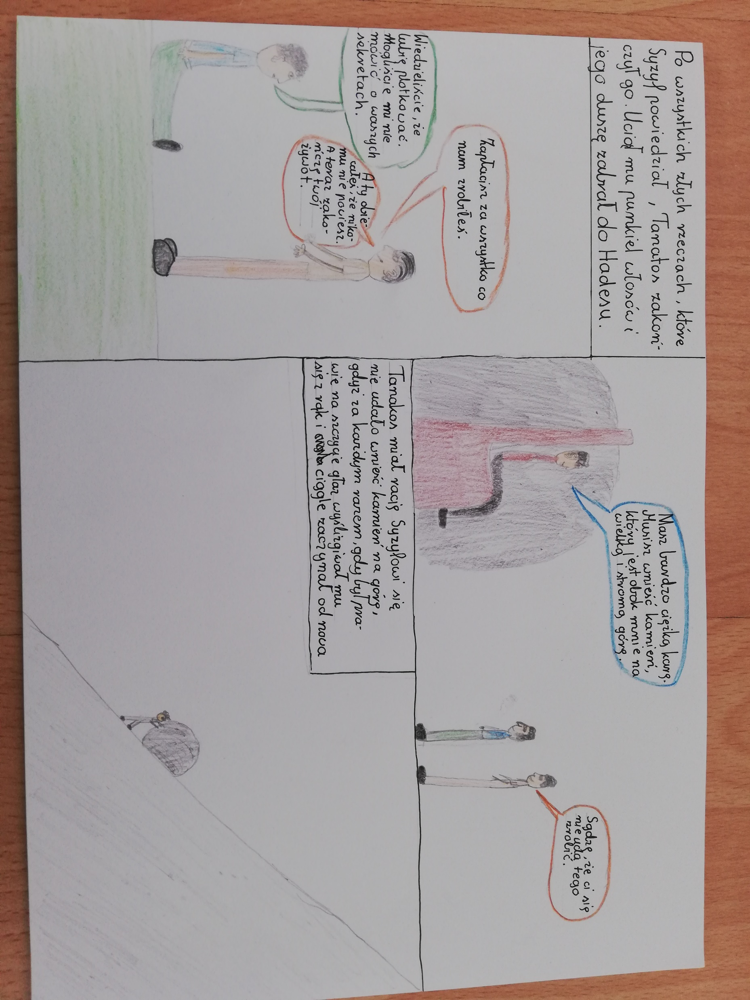 Po wszystkich złych rzeczach, które
Syzyf powiedział, Tanatos zakoń-
czył go. Uciął mu punkiel włosów i
jego duszę zabrał do Hadesu.
Zapłacisz za wszystko co
nam zrobiłeś.
Wiedzieliście, że
lubię plotkować.
Mogliście mi nie
mówić o waszych
sekretach.
A ty obie-
całeś, że niko-
mu nie powiesz.
A teraz zako-
ńczę twój
żywot.
Masz bardzo ciężką karę.
Musisz wnieść kamień,
który jest obok mnie na
wielką i stromą górę.
Sądzę, że ci się
nie uda tego
zrobić.
Tanakos miał rację Syzyfowi się
nie udało wnieść kamień na górę,
gdyż za każdym razem, gdy był pra-
wie na szczycie głaz wyślizgiwał mu
się z rąk i ciągle zaczynał od nowa